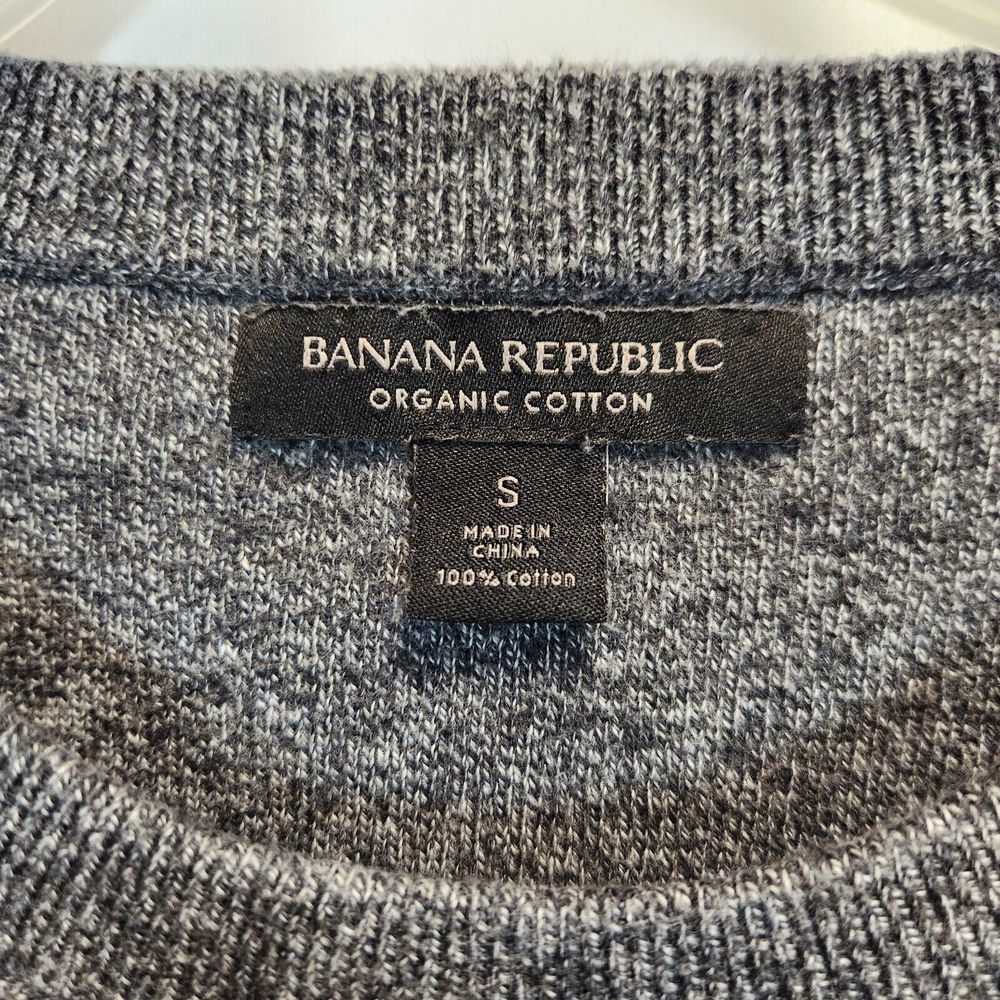 BANANA REPUBLIC
ORGANIC COTTON
S
MADE IN
CHINA
100% Cotton